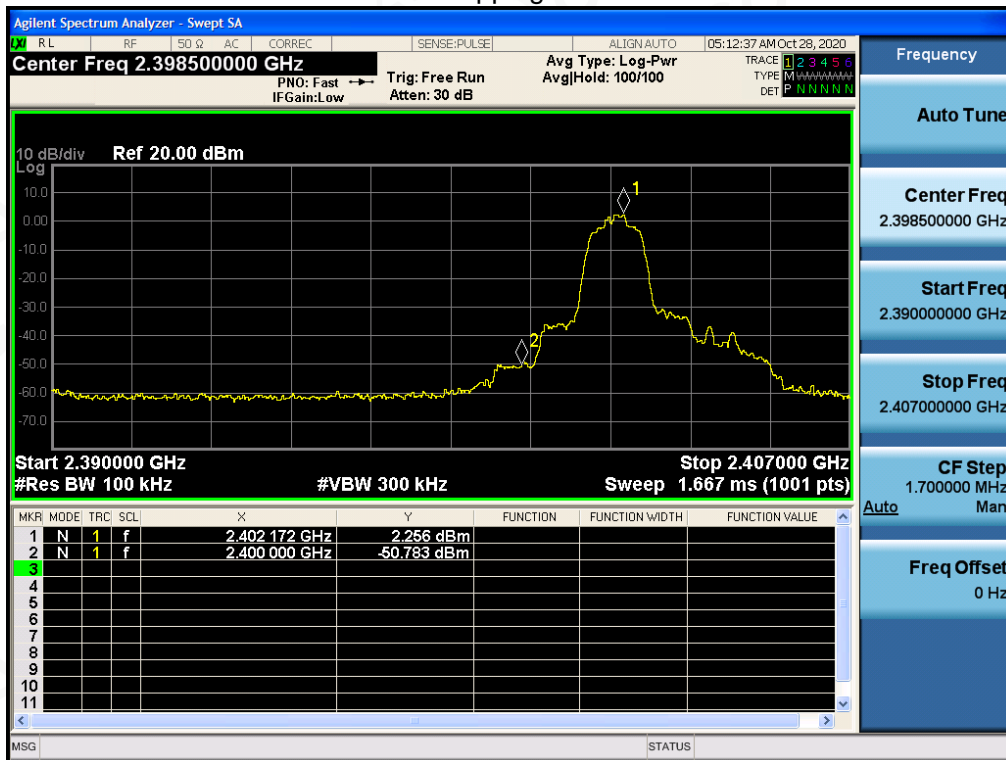 Agilent Spectrum Analyzer - Swept SA
LXI RL RF 50 Ω AC CORREC SENSE:PULSE ALIGN AUTO 05:12:37 AM Oct 28, 2020
Center Freq 2.398500000 GHz
PNO: Fast
IFGain:Low
Trig: Free Run
Atten: 30 dB
Avg Type: Log-Pwr
Avg|Hold: 100/100
TRACE 1 2 3 4 5 6
TYPE M
DET P N N N N N
10 dB/div
Log
Ref 20.00 dBm
10.0
0.00
-10.0
-20.0
-30.0
-40.0
-50.0
-60.0
-70.0
1
2
Start 2.390000 GHz
Stop 2.407000 GHz
#Res BW 100 kHz
#VBW 300 kHz
Sweep 1.667 ms (1001 pts)
MKR MODE TRC SCL X Y FUNCTION FUNCTION WIDTH FUNCTION VALUE
1 N 1 f 2.402 172 GHz 2.256 dBm
2 N 1 f 2.400 000 GHz -50.783 dBm
3
4
5
6
7
8
9
10
11
MSG
STATUS
Frequency
Auto Tune
Center Freq
2.398500000 GHz
Start Freq
2.390000000 GHz
Stop Freq
2.407000000 GHz
CF Step
1.700000 MHz
Auto Man
Freq Offset
0 Hz